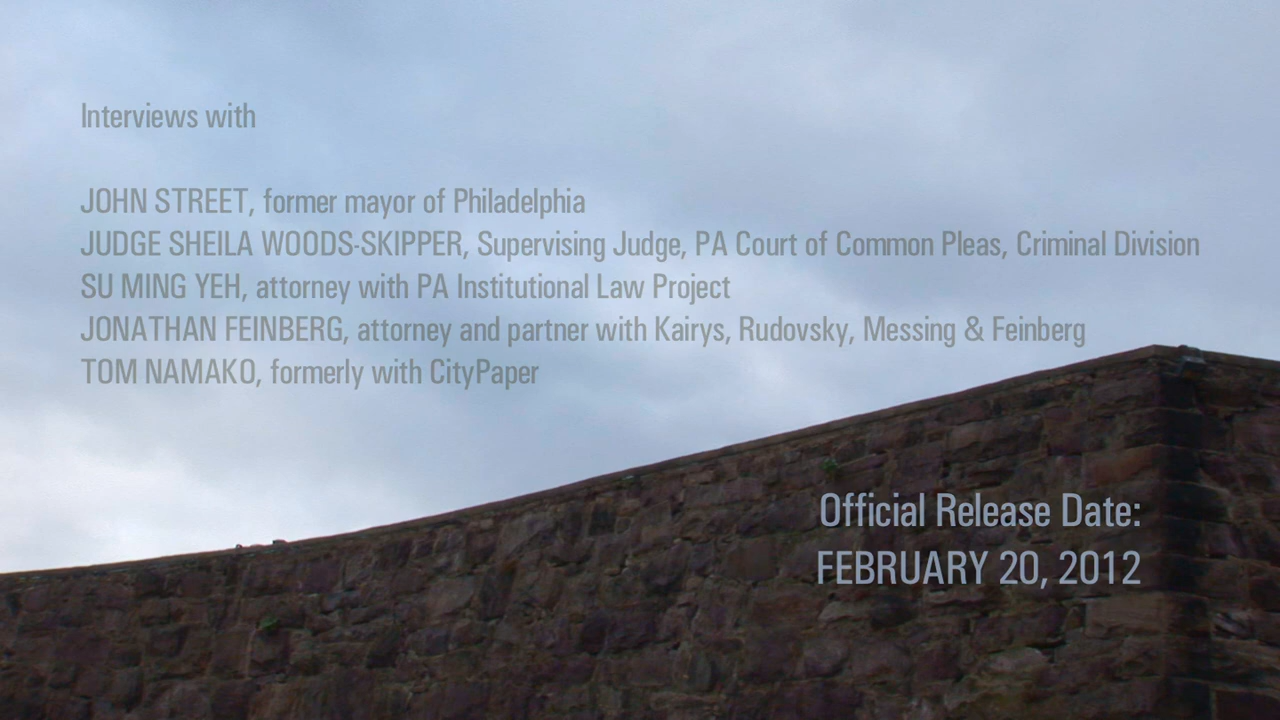 Interviews with
JOHN STREET, former mayor of Philadelphia
JUDGE SHEILA WOODS-SKIPPER, Supervising Judge, PA Court of Common Pleas, Criminal Division
SU MING YEH, attorney with PA Institutional Law Project
JONATHAN FEINBERG, attorney and partner with Kairys, Rudovsky, Messing & Feinberg
TOM NAMAKO, formerly with CityPaper
Official Release Date:
FEBRUARY 20, 2012